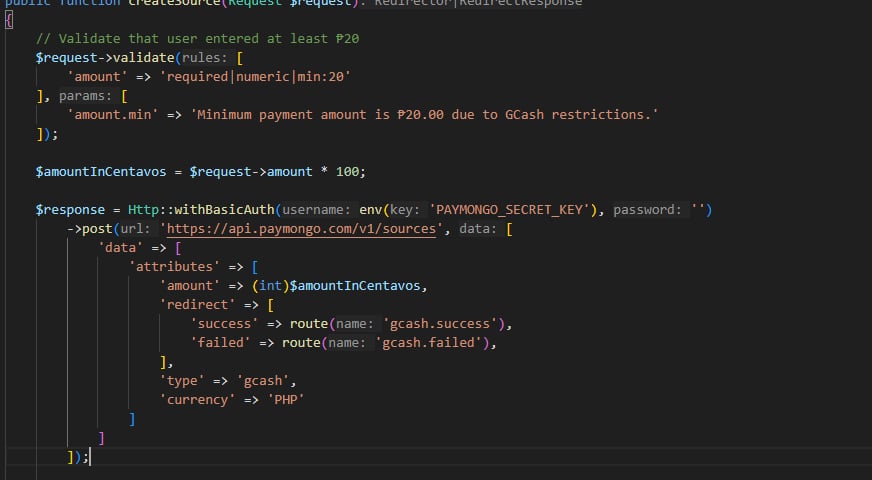 public function createSource(Request $request): Redirector|RedirectResponse
{
// Validate that user entered at least ₱20
$request->validate(rules: [
'amount' => 'required|numeric|min:20'
], params: [
'amount.min' => 'Minimum payment amount is ₱20.00 due to GCash restrictions.'
]);
$amountInCentavos = $request->amount * 100;
$response = Http::withBasicAuth(username: env(key: 'PAYMONGO_SECRET_KEY'), password: '')
->post(url: 'https://api.paymongo.com/v1/sources', data: [
'data' => [
'attributes' => [
'amount' => (int)$amountInCentavos,
'redirect' => [
'success' => route(name: 'gcash.success'),
'failed' => route(name: 'gcash.failed'),
],
'type' => 'gcash',
'currency' => 'PHP'
]
]
]);